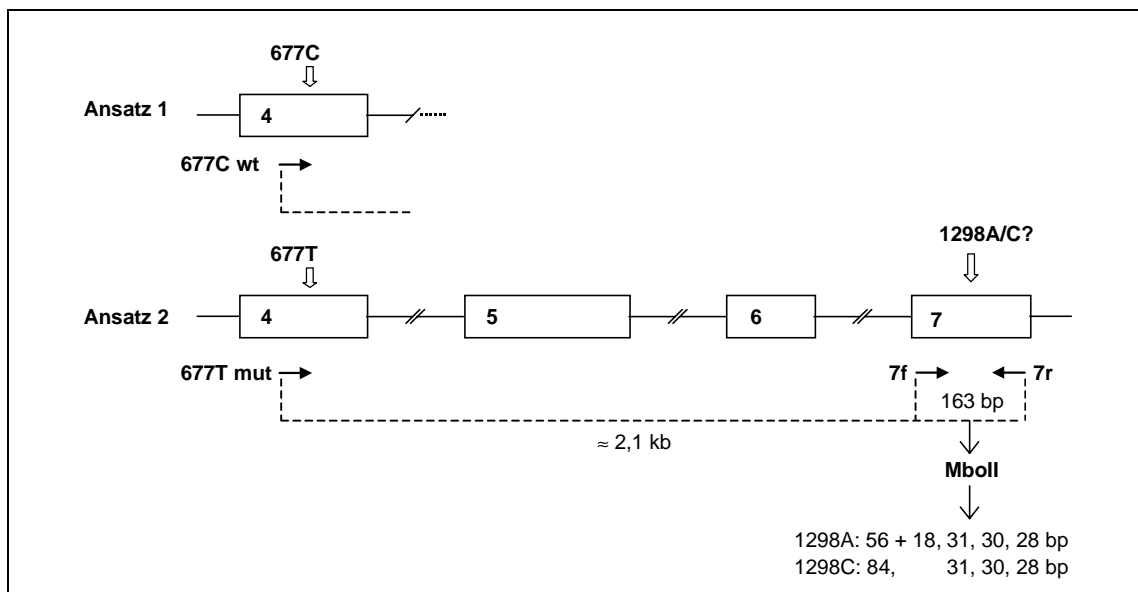 677C
Ansatz 1
4
677C wt
677T
1298A/C?
Ansatz 2
4
5
6
7
677T mut
7f
7r
163 bp
≈ 2,1 kb
MboII
1298A: 56 + 18, 31, 30, 28 bp
1298C: 84, 31, 30, 28 bp